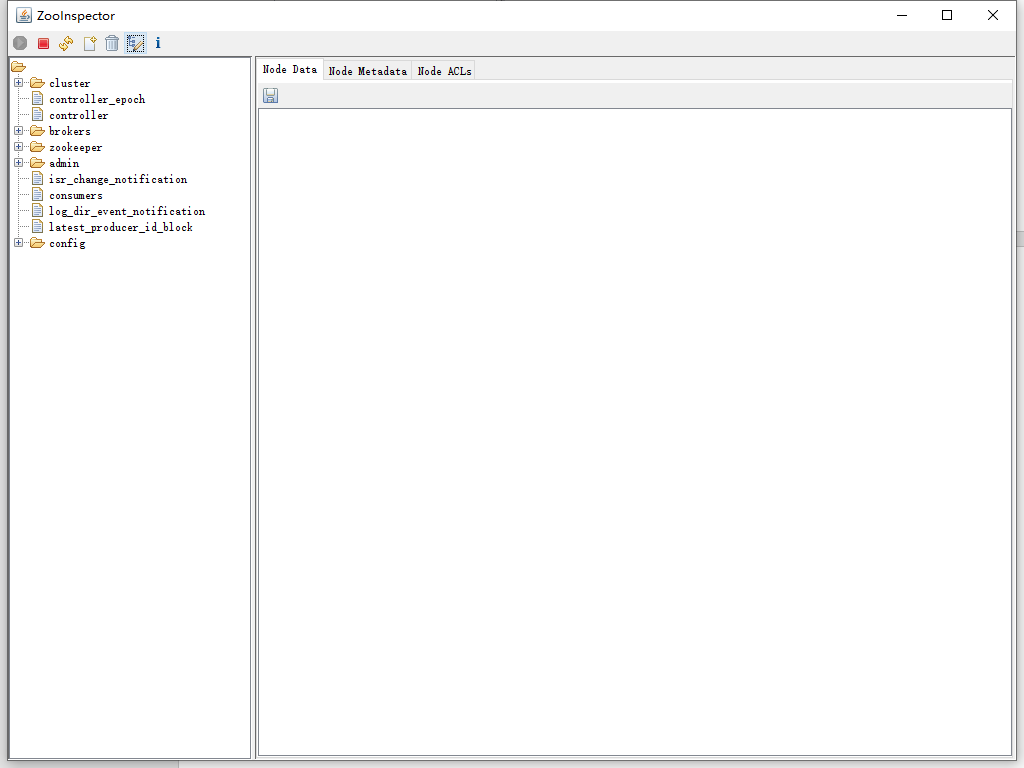 ZooInspector
cluster
controller_epoch
controller
brokers
zookeeper
admin
isr_change_notification
consumers
log_dir_event_notification
latest_producer_id_block
config
Node Data Node Metadata Node ACLs